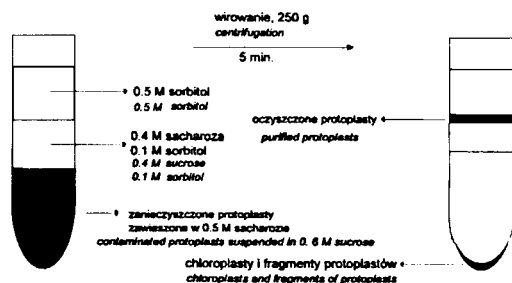 wirowanie, 250 g
centrifugation
5 min.
0.5 M sorbitol
0.5 M sorbitol
0.4 M sacharoza
0.1 M sorbitol
0.4 M sucrose
0.1 M sorbitol
zanieczyszczone protoplasty
zawieszone w 0.5 M sacharozie
contaminated protoplasts suspended in 0.6 M sucrose
oczyszczone protoplasty
purified protoplasts
chloroplasty i fragmenty protoplastów
chloroplasts and fragments of protoplasts